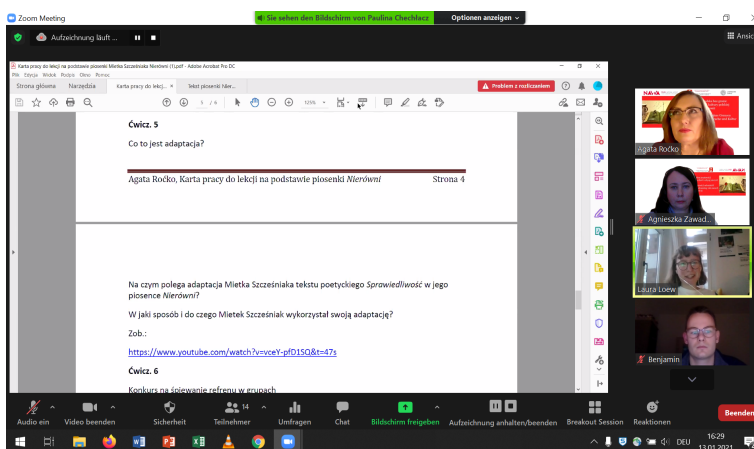 Zoom Meeting
Sie sehen den Bildschirm von Paulina Chechłacz
Optionen anzeigen
Aufzeichnung läuft ...
Ansic
Karta pracy do lekcji na podstawie piosenki Mietka Szcześniaka Nierówni (1).pdf - Adobe Acrobat Pro DC
Plik Edycja Widok Podpis Okno Pomoc
Strona główna
Narzędzia
Karta pracy do lekcj...
Tekst piosenki Nier...
Problem z rozliczaniem
5 / 6
125%
Ćwicz. 5
Co to jest adaptacja?
Agata Roćko, Karta pracy do lekcji na podstawie piosenki Nierówni
Strona 4
Na czym polega adaptacja Mietka Szcześniaka tekstu poetyckiego Sprawiedliwość w jego
piosence Nierówni?
W jaki sposób i do czego Mietek Szcześniak wykorzystał swoją adaptację?
Zob.:
https://www.youtube.com/watch?v=vceY-pfD1SQ&t=47s
Ćwicz. 6
Konkurs na śpiewanie refrenu w grupach
Agata Roćko
Agnieszka Zawad...
Laura Loew
Benjamin
Audio ein
Video beenden
Sicherheit
14
Teilnehmer
Umfragen
Chat
Bildschirm freigeben
Aufzeichnung anhalten/beenden
Breakout Session
Reaktionen
Beenden
DEU
16:29
13.01.2021